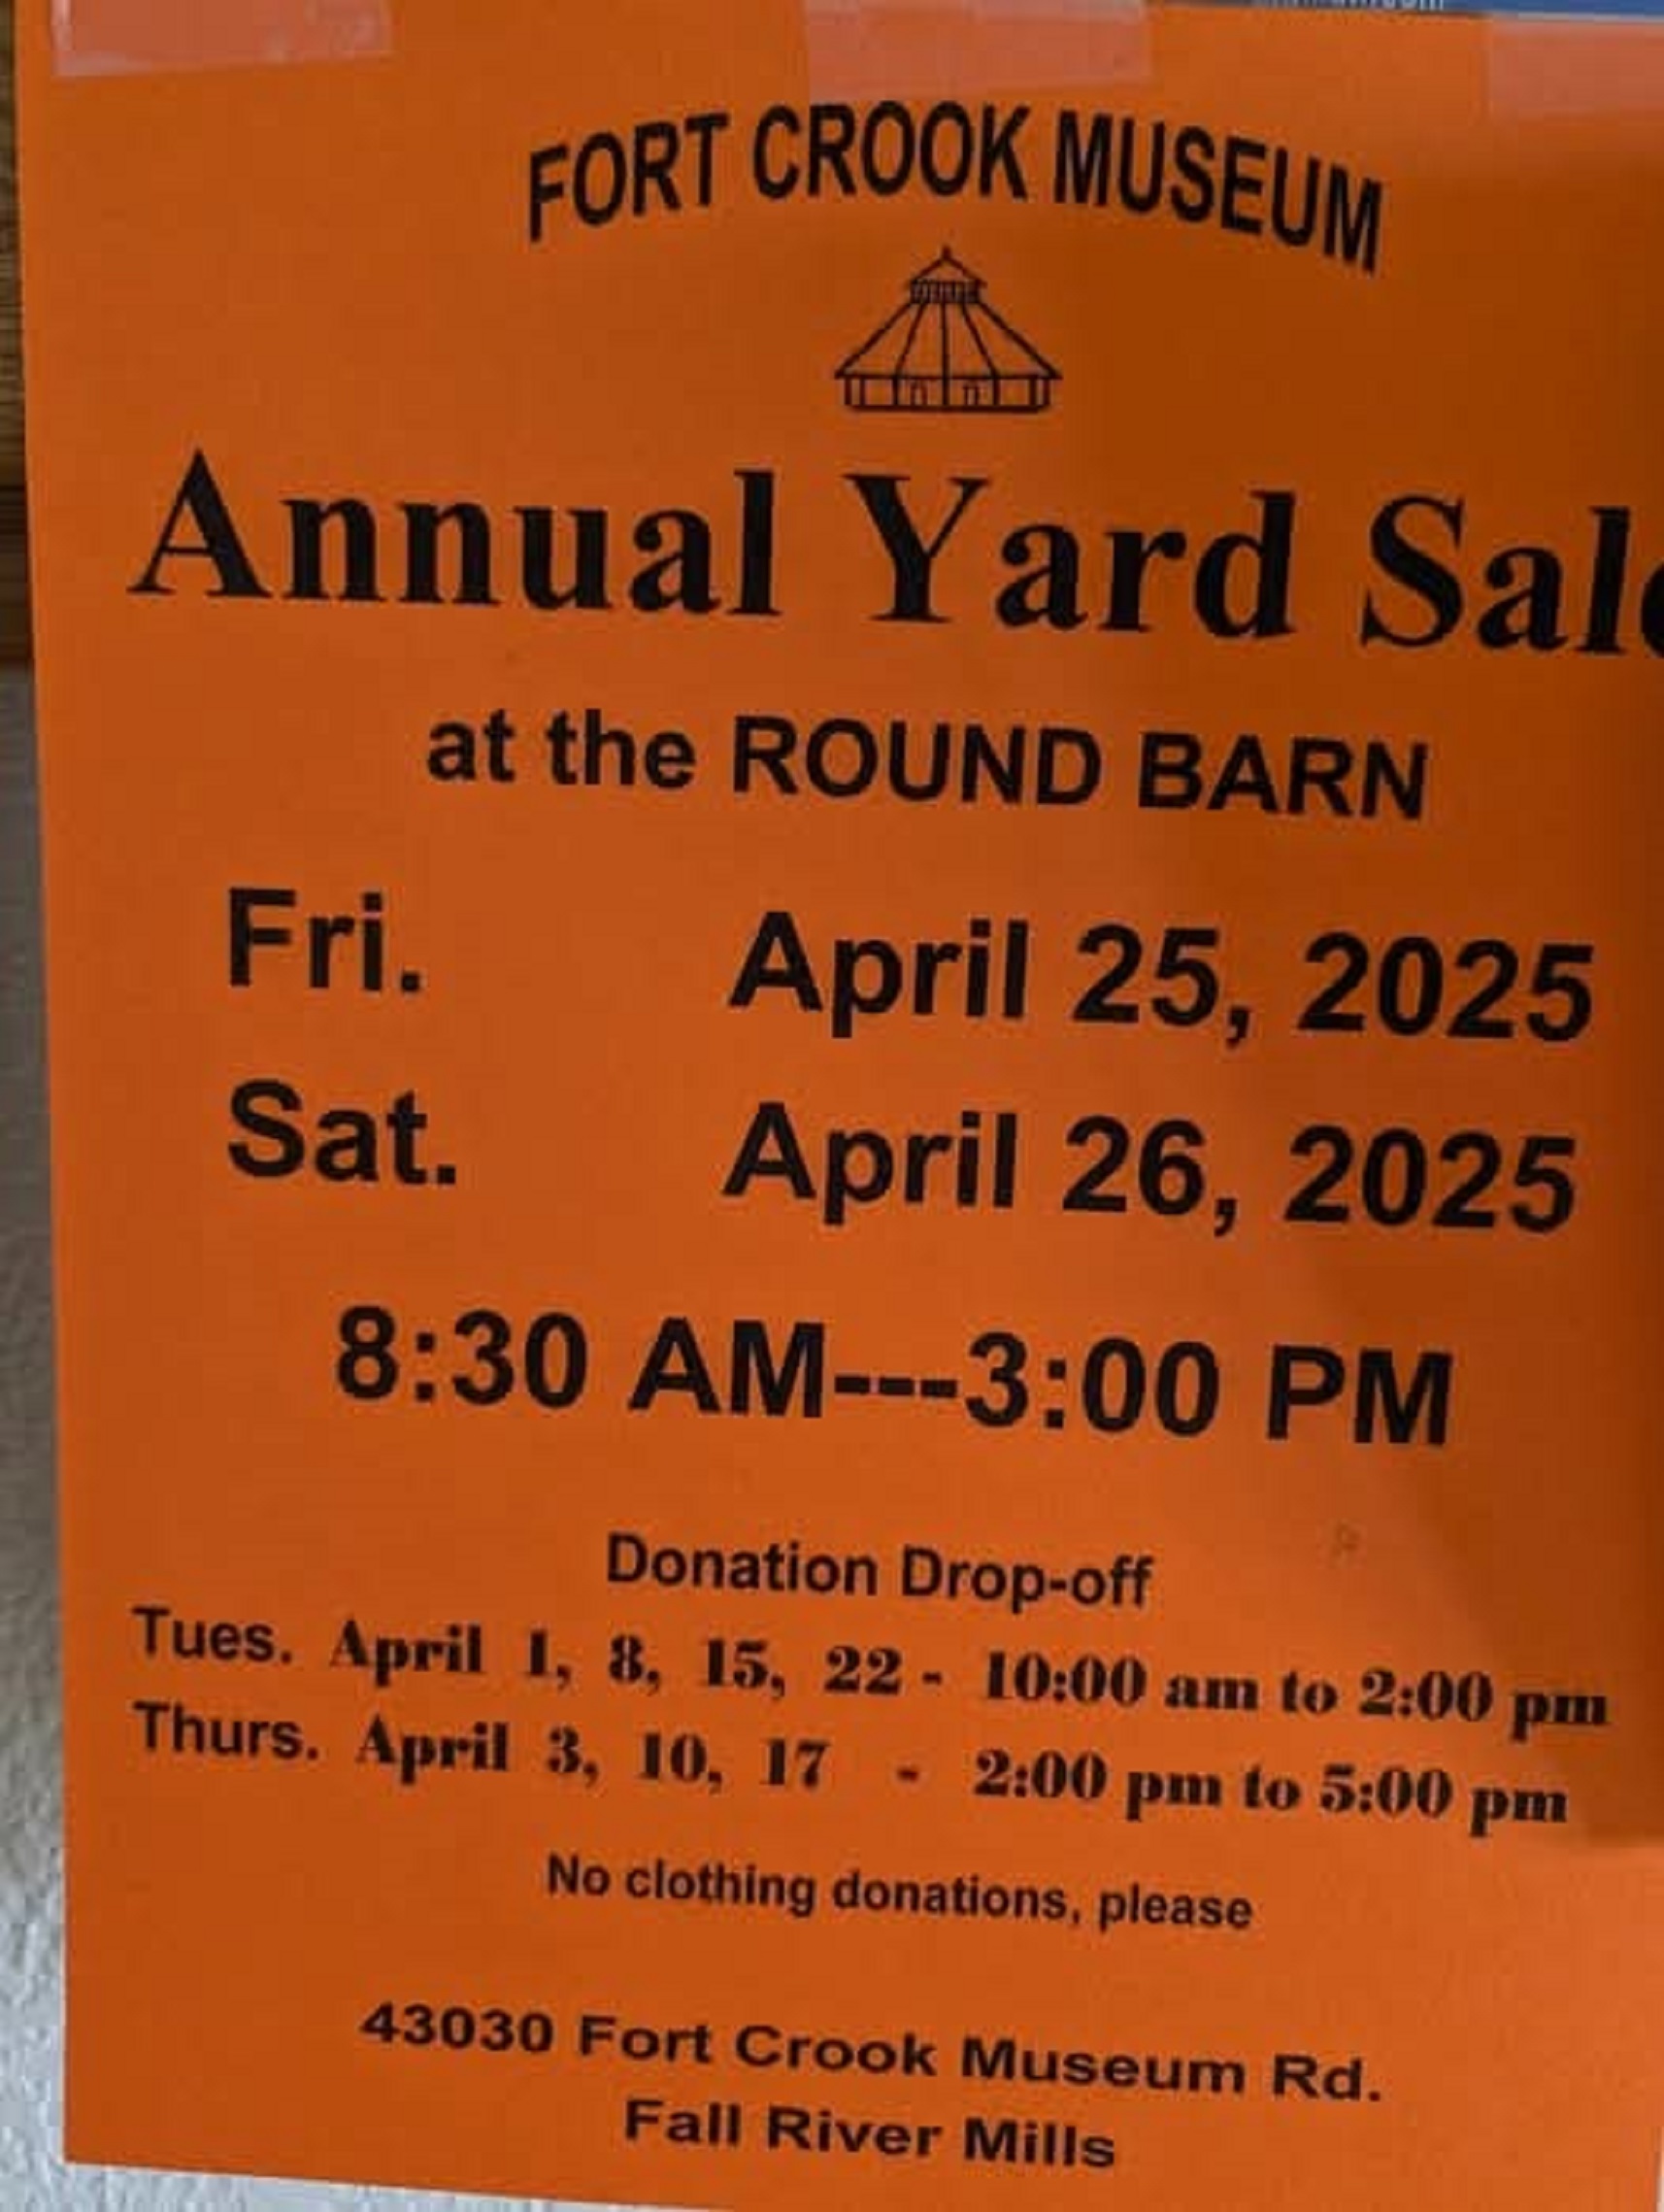 FORT CROOK MUSEUM
Annual Yard Sale
at the ROUND BARN
Fri. April 25, 2025
Sat. April 26, 2025
8:30 AM---3:00 PM
Donation Drop-off
Tues. April 1, 8, 15, 22 - 10:00 am to 2:00 pm
Thurs. April 3, 10, 17 - 2:00 pm to 5:00 pm
No clothing donations, please
43030 Fort Crook Museum Rd.
Fall River Mills